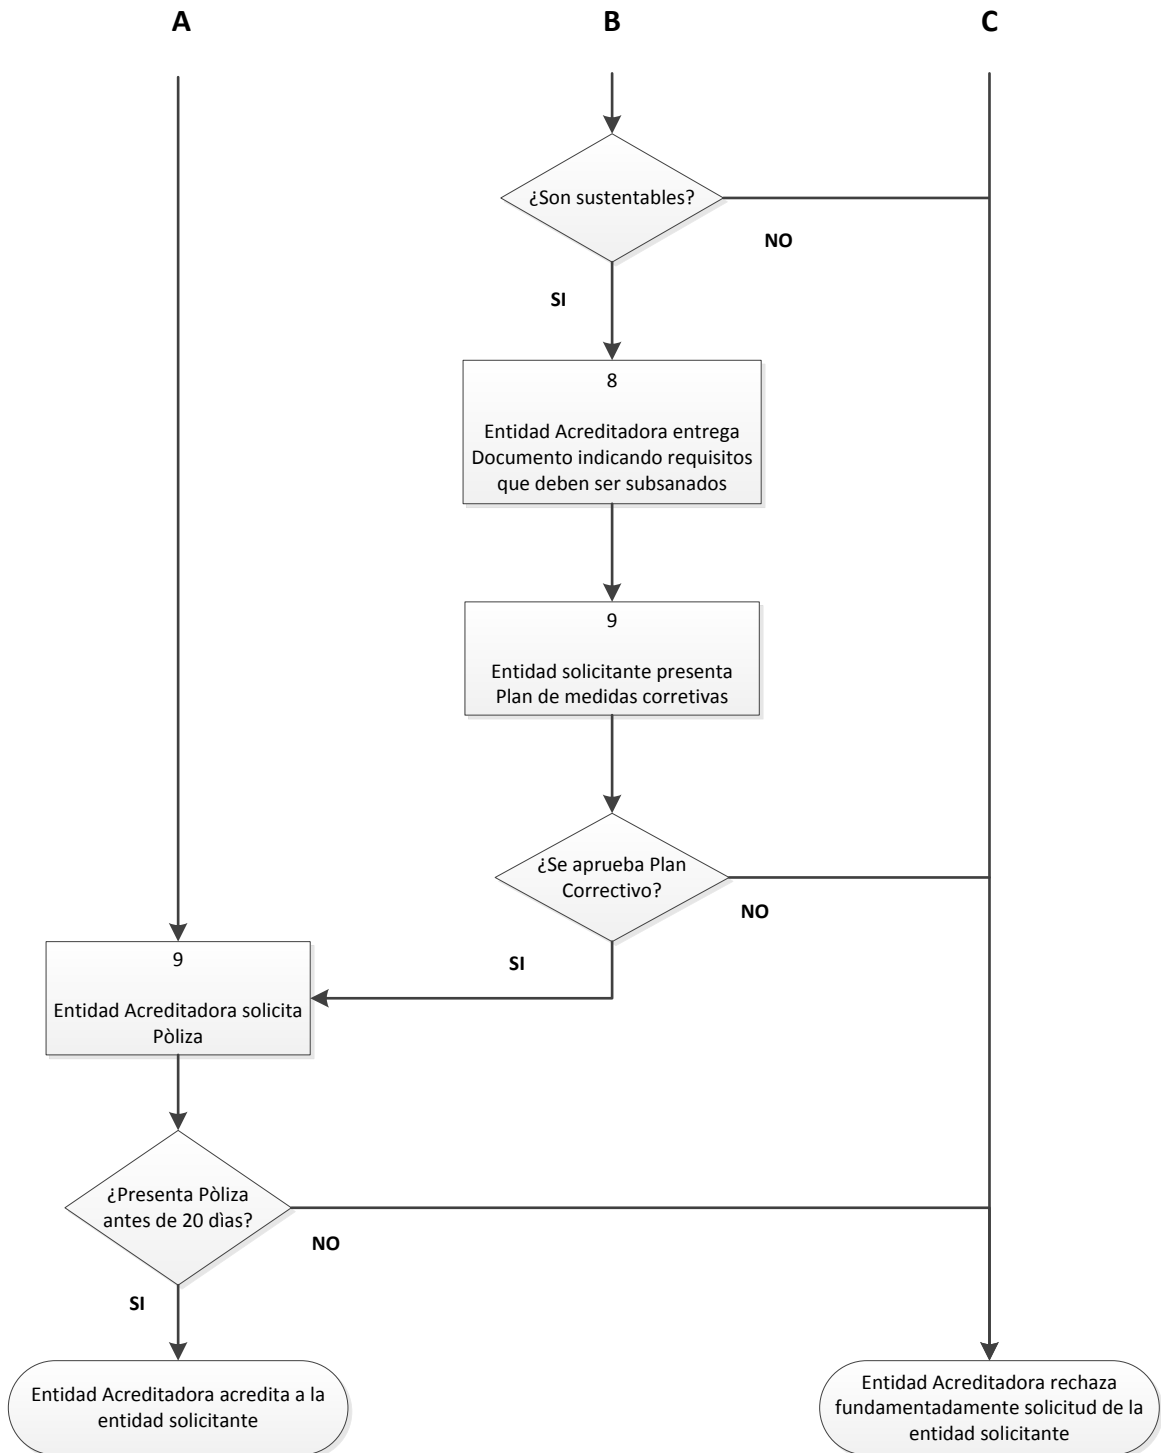 A
B
C
¿Son sustentables?
NO
SI
8
Entidad Acreditadora entrega
Documento indicando requisitos
que deben ser subsanados
9
Entidad solicitante presenta
Plan de medidas corretivas
¿Se aprueba Plan
Correctivo?
NO
SI
9
Entidad Acreditadora solicita
Pòliza
¿Presenta Pòliza
antes de 20 dìas?
NO
SI
Entidad Acreditadora acredita a la
entidad solicitante
Entidad Acreditadora rechaza
fundamentadamente solicitud de la
entidad solicitante